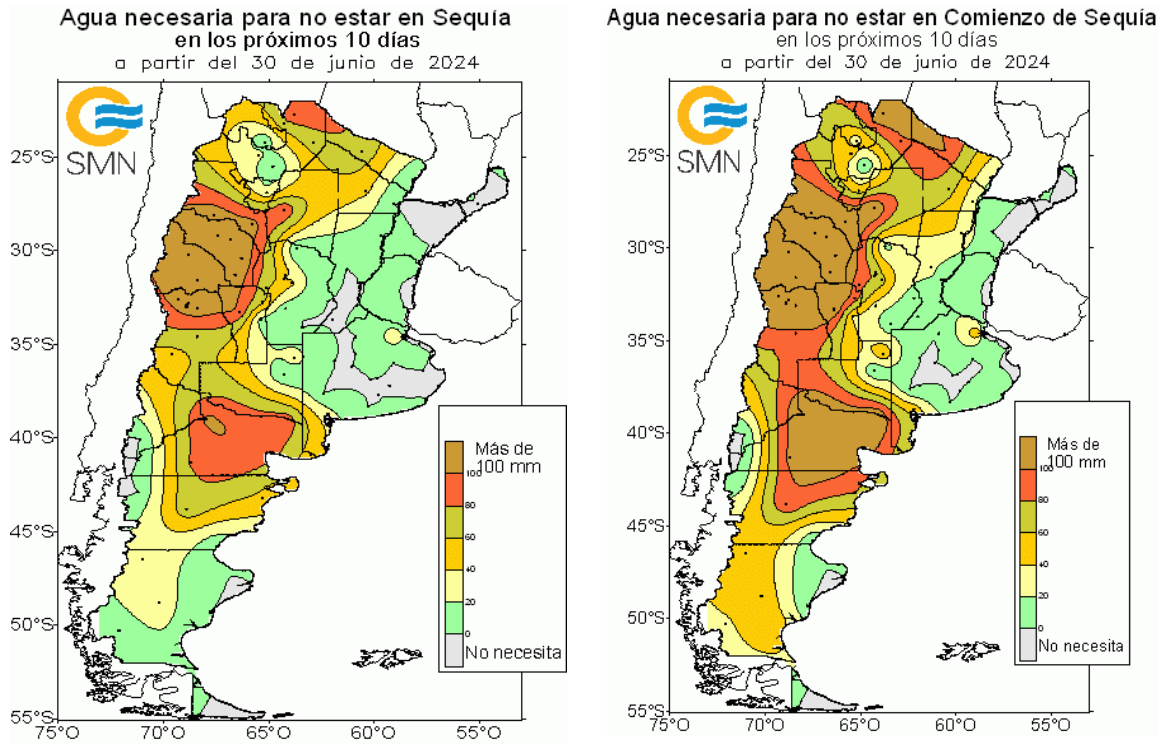 Agua necesaria para no estar en Sequía
en los próximos 10 días
a partir del 30 de junio de 2024
SMN
25°S
30°S
35°S
40°S
45°S
50°S
55°S
75°O
70°O
65°O
60°O
55°O
Más de
100 mm
100
80
60
40
20
0
No necesita
Agua necesaria para no estar en Comienzo de Sequía
en los próximos 10 días
a partir del 30 de junio de 2024
SMN
25°S
30°S
35°S
40°S
45°S
50°S
55°S
75°O
70°O
65°O
60°O
55°O
Más de
100 mm
100
80
60
40
20
0
No necesita